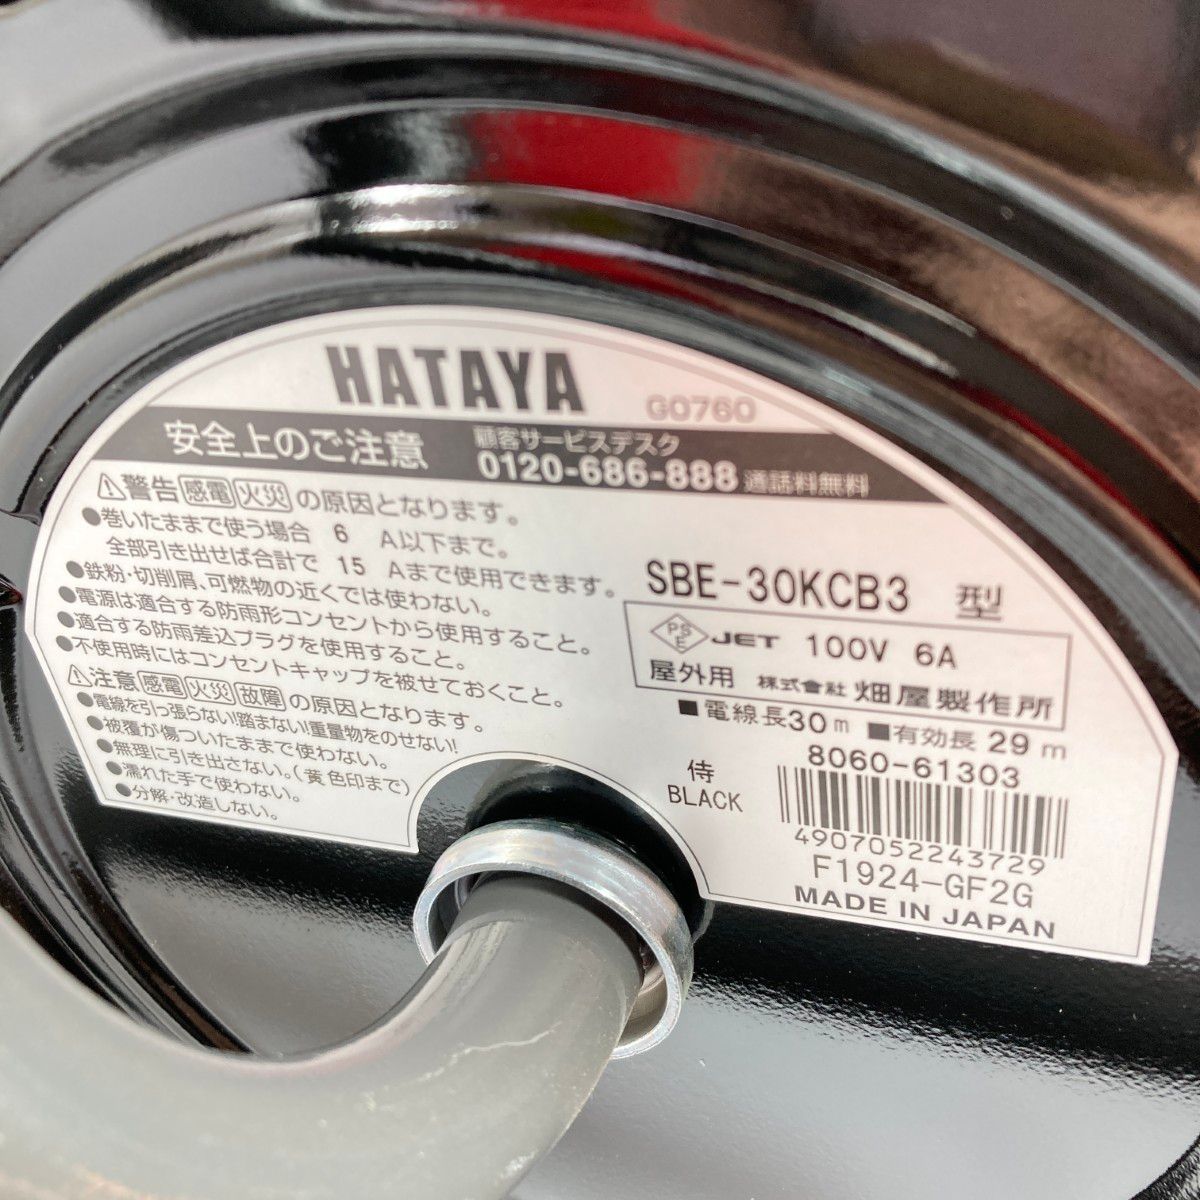 HATAYA G0760
安全上のご注意 顧客サービスデスク
0120-686-888 通話料無料
⚠警告 感電 火災 の原因となります。
●巻いたままで使う場合 6 A以下まで。
全部引き出せば合計で 15 Aまで使用できます。
●鉄粉・切削屑、可燃物の近くでは使わない。
●電源は適合する防雨形コンセントから使用すること。
●適合する防雨差込プラグを使用すること。
●不使用時にはコンセントキャップを被せておくこと。
⚠注意 感電 火災 故障 の原因となります。
●電線を引っ張らない!踏まない!重量物をのせない!
●被覆が傷ついたままで使わない。
●無理に引き出さない。(黄色印まで)
●濡れた手で使わない。
●分解・改造しない。
SBE-30KCB3 型
PSE JET 100V 6A
屋外用 株式会社 畑屋製作所
■電線長30m ■有効長 29 m
8060-61303
侍
BLACK
4907052243729
F1924-GF2G
MADE IN JAPAN